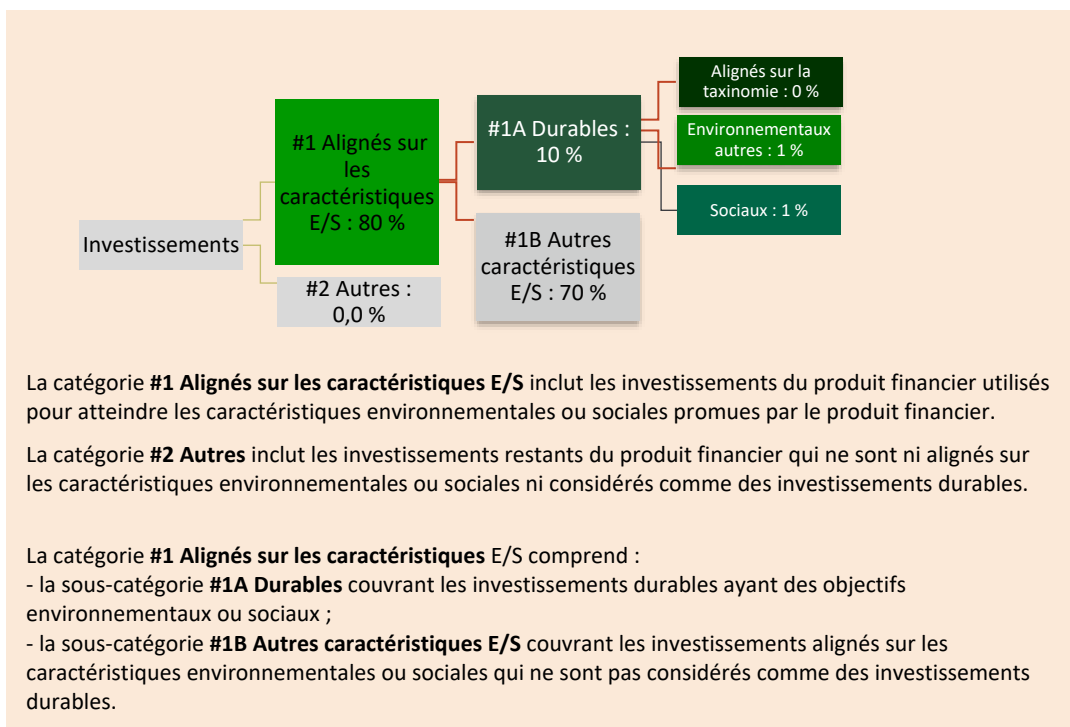 Investissements
#1 Alignés sur
les
caractéristiques
E/S : 80 %
#2 Autres :
0,0 %
#1A Durables :
10 %
#1B Autres
caractéristiques
E/S : 70 %
Alignés sur la
taxinomie : 0 %
Environnementaux
autres : 1 %
Sociaux : 1 %
La catégorie #1 Alignés sur les caractéristiques E/S inclut les investissements du produit financier utilisés
pour atteindre les caractéristiques environnementales ou sociales promues par le produit financier.
La catégorie #2 Autres inclut les investissements restants du produit financier qui ne sont ni alignés sur
les caractéristiques environnementales ou sociales ni considérés comme des investissements durables.
La catégorie #1 Alignés sur les caractéristiques E/S comprend :
- la sous-catégorie #1A Durables couvrant les investissements durables ayant des objectifs
environnementaux ou sociaux ;
- la sous-catégorie #1B Autres caractéristiques E/S couvrant les investissements alignés sur les
caractéristiques environnementales ou sociales qui ne sont pas considérés comme des investissements
durables.